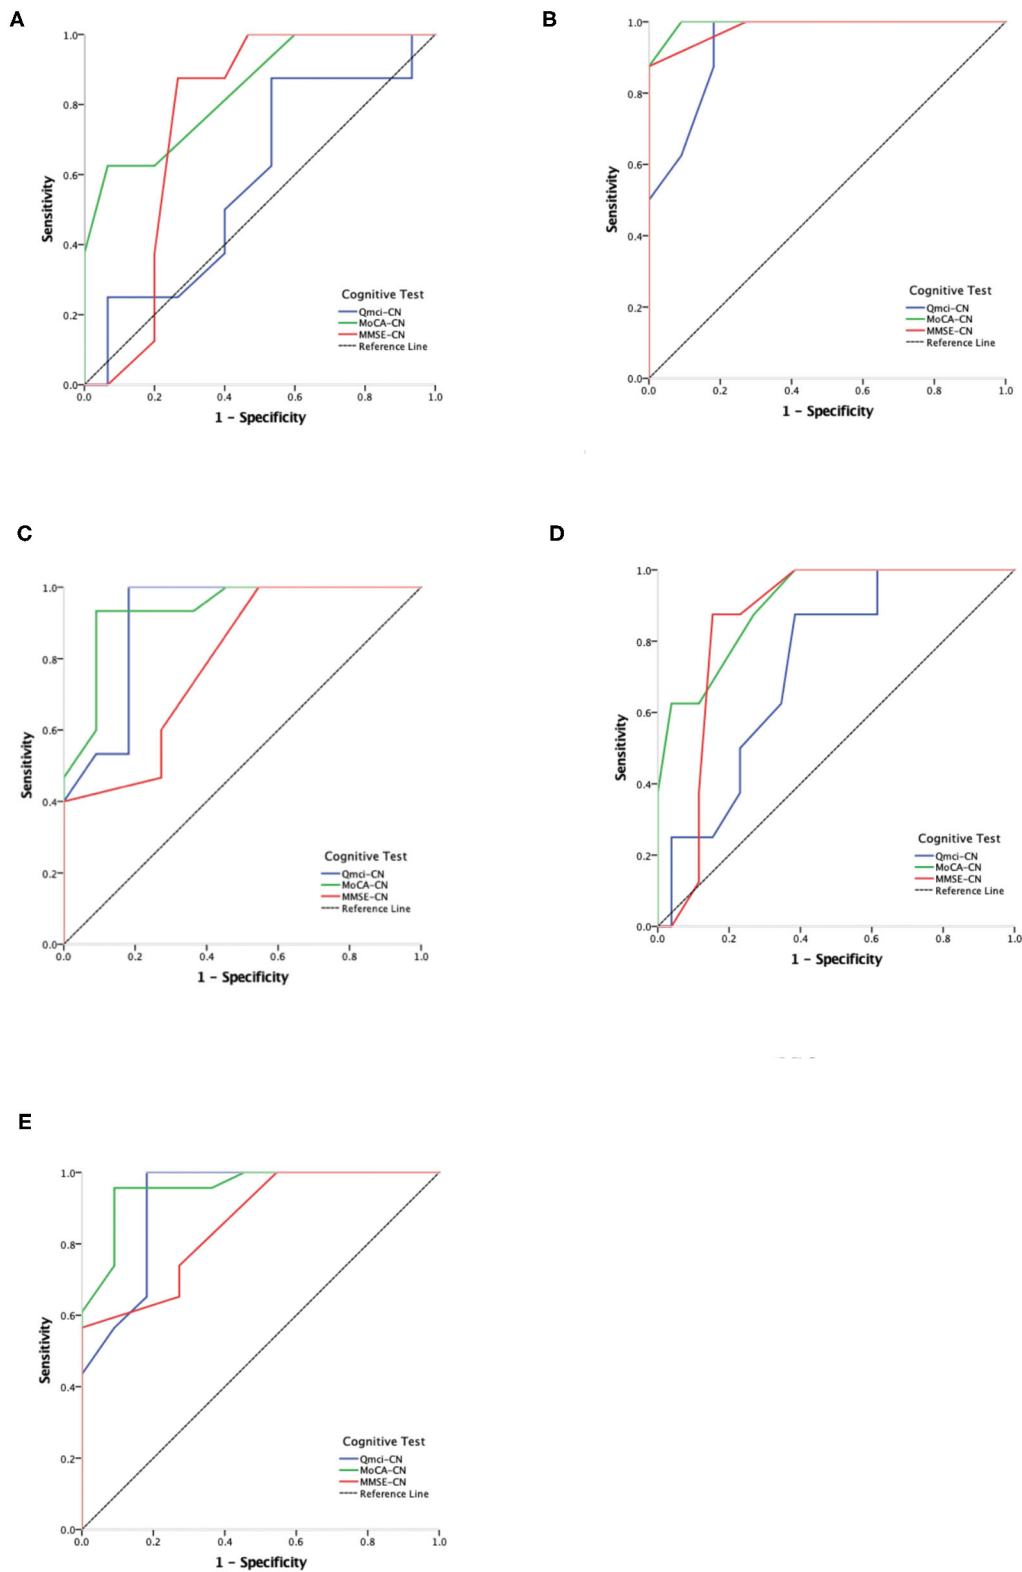 A
1.0
0.8
0.6
0.4
0.2
0.0
Sensitivity
Cognitive Test
Qmci-CN
MoCA-CN
MMSE-CN
Reference Line
0.0 0.2 0.4 0.6 0.8 1.0
1 - Specificity
B
1.0
0.8
0.6
0.4
0.2
0.0
Sensitivity
Cognitive Test
Qmci-CN
MoCA-CN
MMSE-CN
Reference Line
0.0 0.2 0.4 0.6 0.8 1.0
1 - Specificity
C
1.0
0.8
0.6
0.4
0.2
0.0
Sensitivity
Cognitive Test
Qmci-CN
MoCA-CN
MMSE-CN
Reference Line
0.0 0.2 0.4 0.6 0.8 1.0
1 - Specificity
D
1.0
0.8
0.6
0.4
0.2
0.0
Sensitivity
Cognitive Test
Qmci-CN
MoCA-CN
MMSE-CN
Reference Line
0.0 0.2 0.4 0.6 0.8 1.0
1 - Specificity
E
1.0
0.8
0.6
0.4
0.2
0.0
Sensitivity
Cognitive Test
Qmci-CN
MoCA-CN
MMSE-CN
Reference Line
0.0 0.2 0.4 0.6 0.8 1.0
1 - Specificity